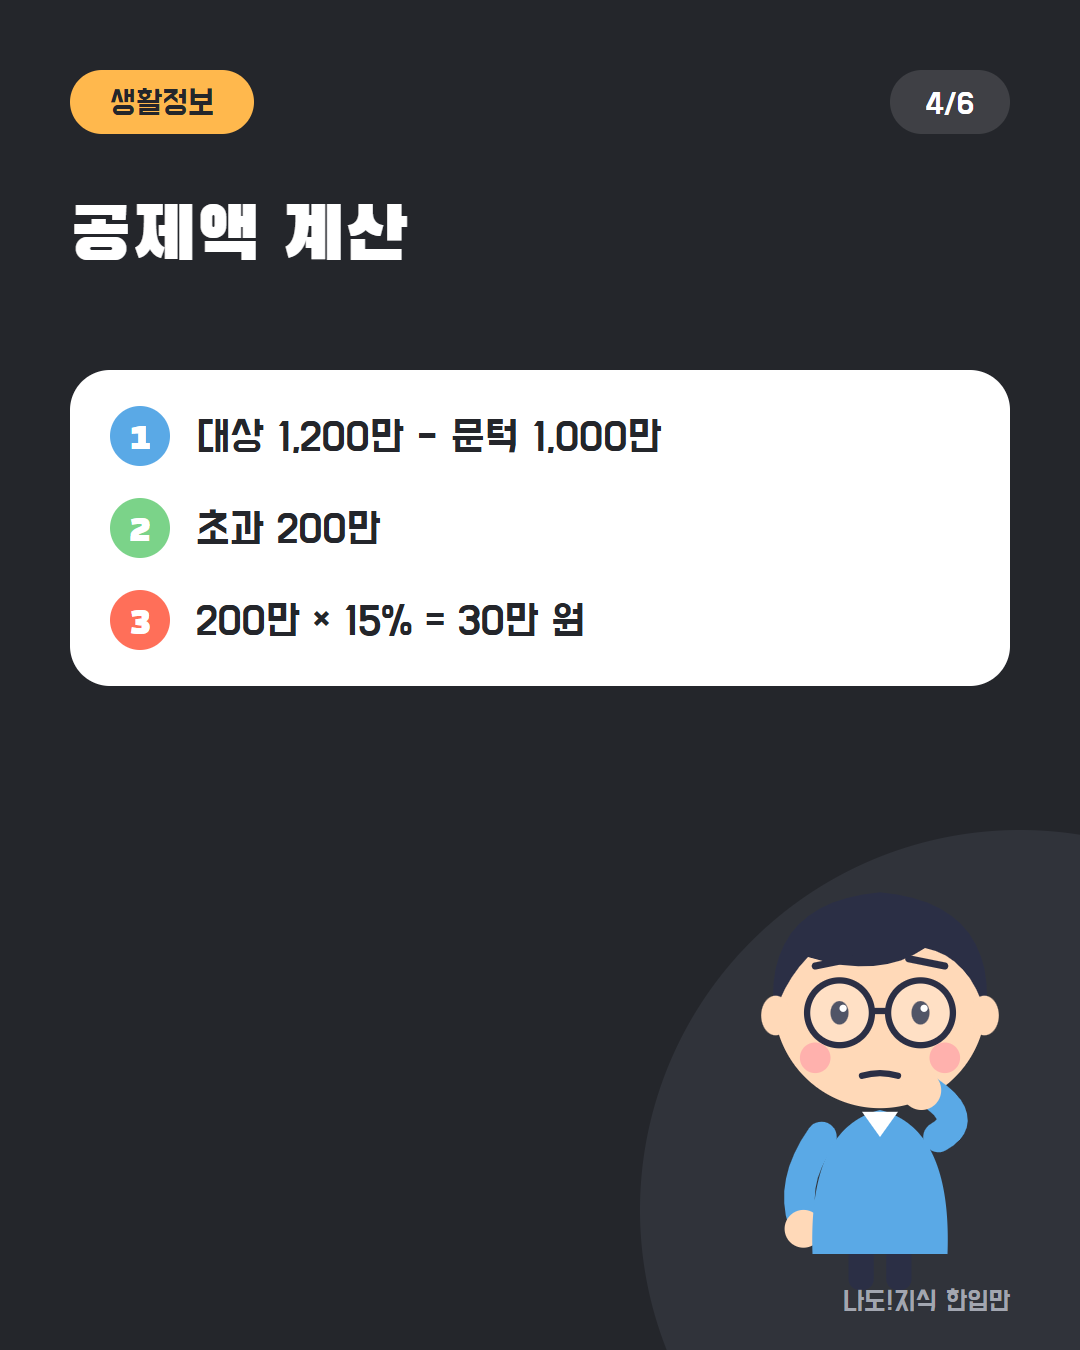 생활정보
4/6
공제액 계산
1 대상 1,200만 - 문턱 1,000만
2 초과 200만
3 200만 × 15% = 30만 원
나도!지식 한입만